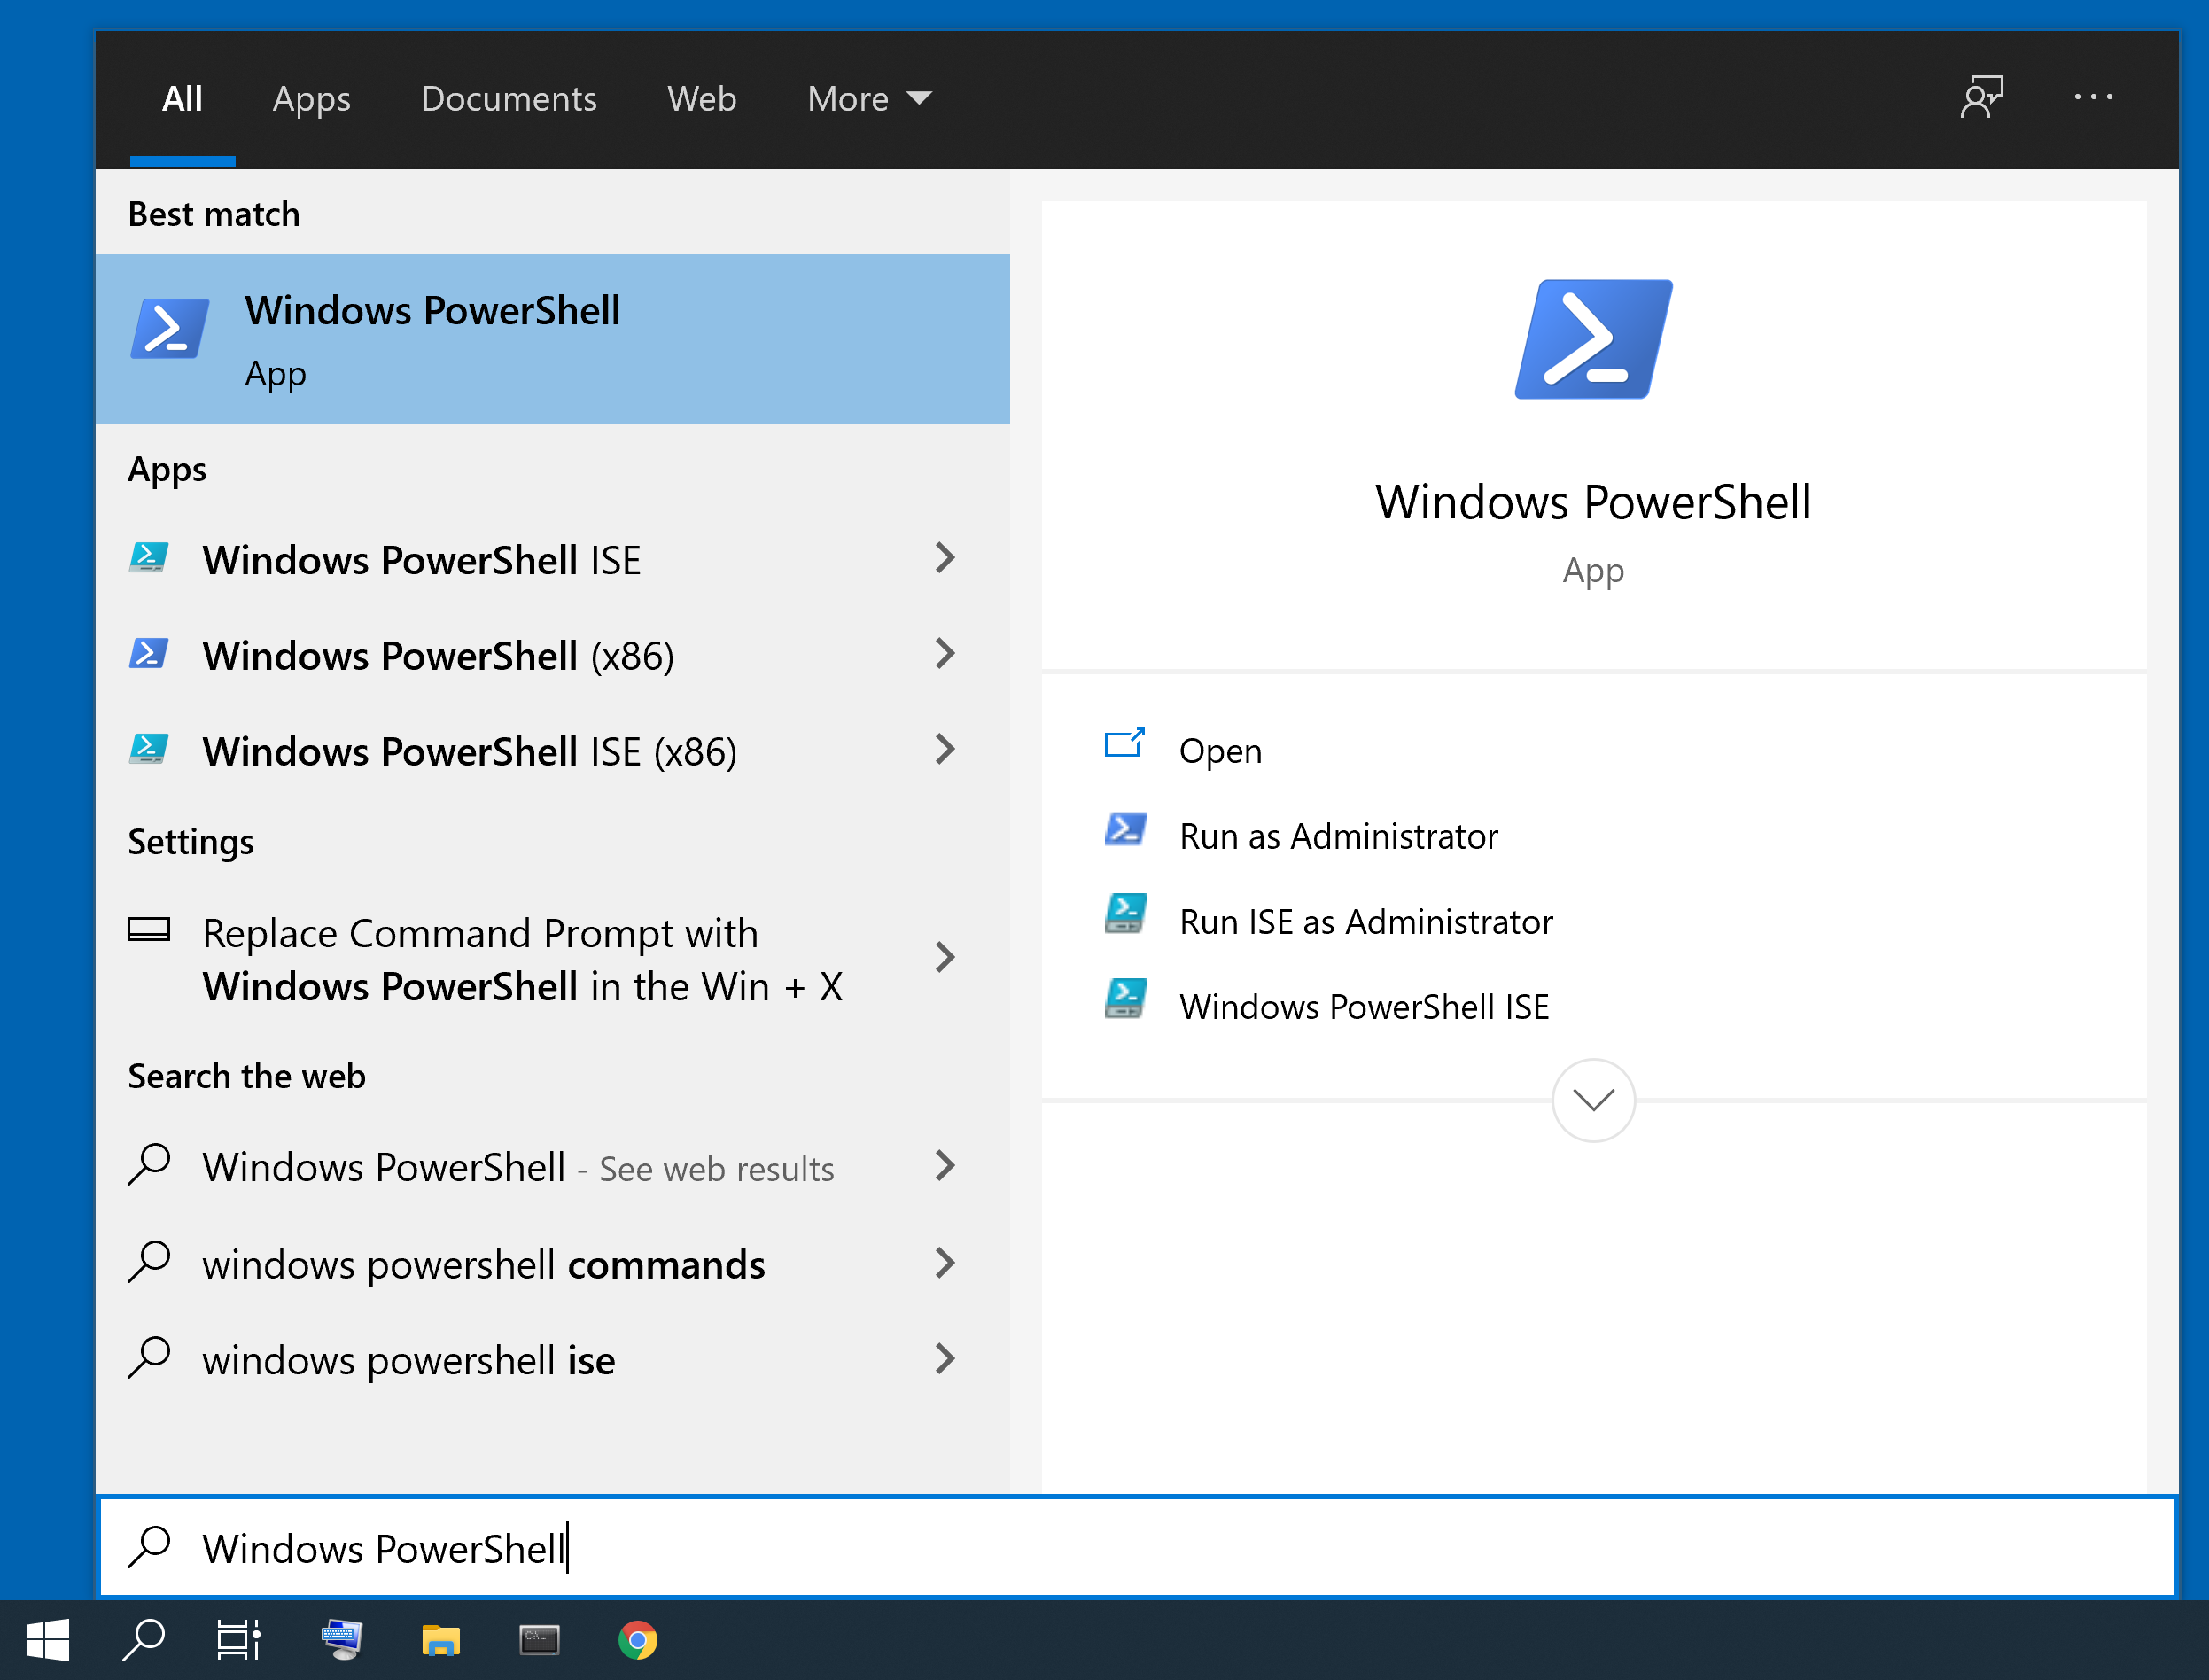 All
Apps
Documents
Web
More
Best match
Windows PowerShell
App
Apps
Windows PowerShell ISE
Windows PowerShell (x86)
Windows PowerShell ISE (x86)
Settings
Replace Command Prompt with
Windows PowerShell in the Win + X
Search the web
Windows PowerShell - See web results
windows powershell commands
windows powershell ise
Windows PowerShell
App
Open
Run as Administrator
Run ISE as Administrator
Windows PowerShell ISE
Windows PowerShell